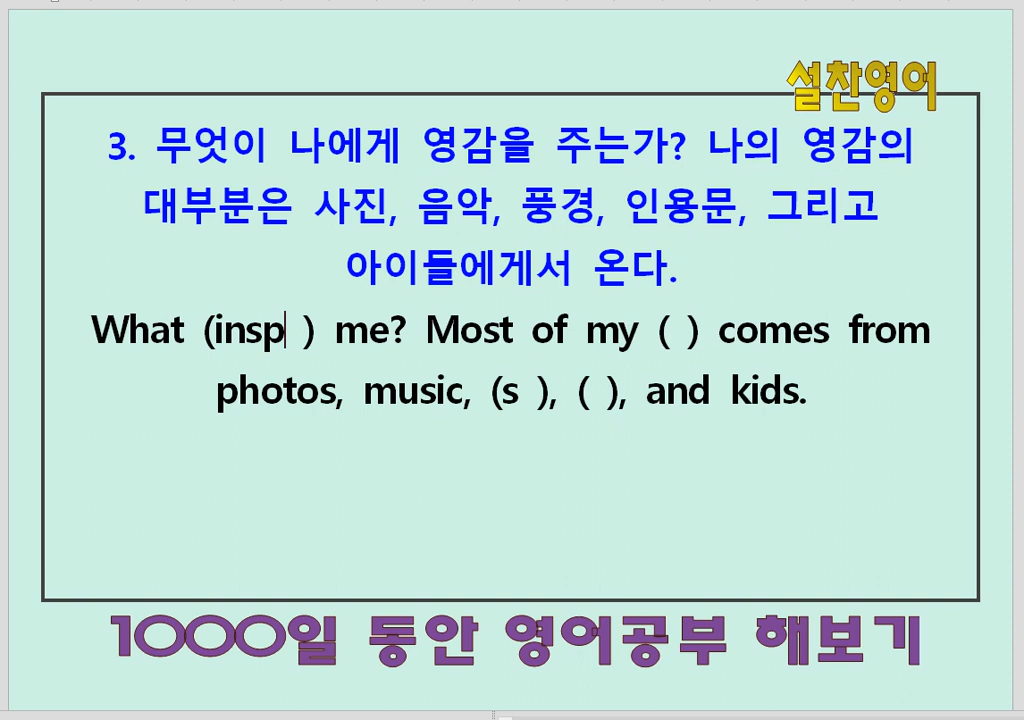 설찬영어
3. 무엇이 나에게 영감을 주는가? 나의 영감의
대부분은 사진, 음악, 풍경, 인용문, 그리고
아이들에게서 온다.
What (insp ) me? Most of my ( ) comes from
photos, music, (s ), ( ), and kids.
1000일 동안 영어공부 해보기